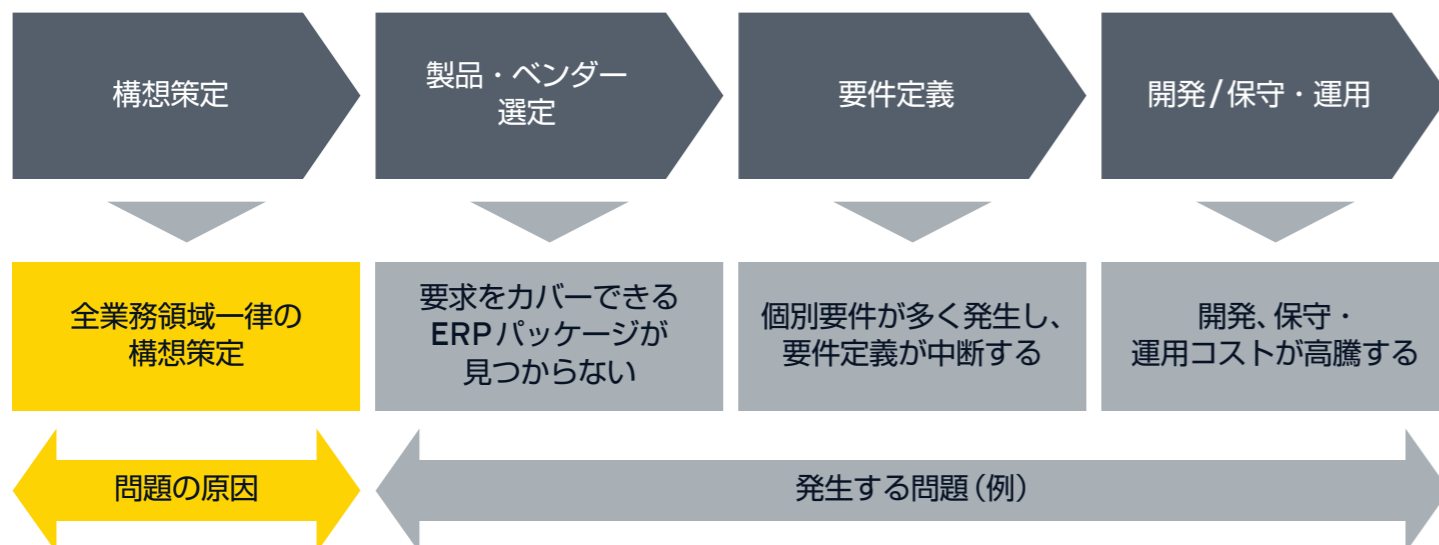 構想策定
製品・ベンダー
選定
要件定義
開発/保守・運用
全業務領域一律の
構想策定
要求をカバーできる
ERPパッケージが
見つからない
個別要件が多く発生し、
要件定義が中断する
開発、保守・
運用コストが高騰する
問題の原因
発生する問題(例)